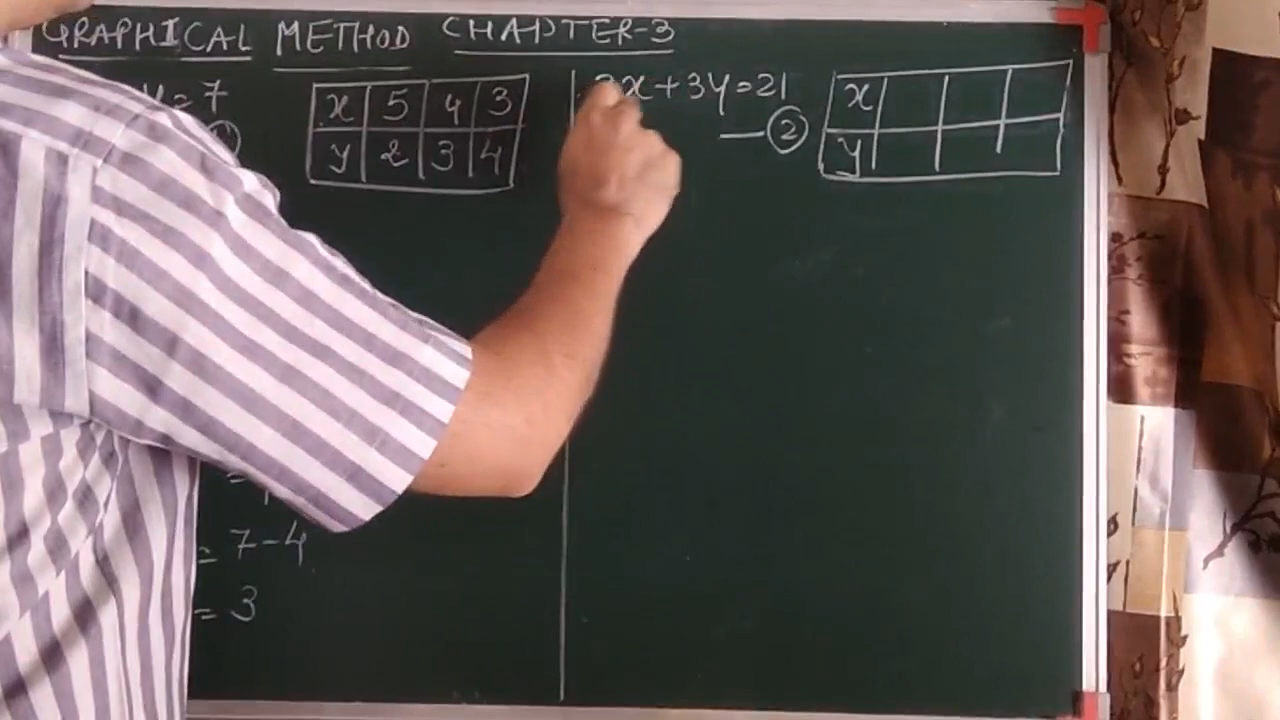 GRAPHICAL METHOD CHAPTER-3
y = 7
x 5 4 3
y 2 3 4
x + 3y = 21
— ②
x
y
= 7 - 4
= 3